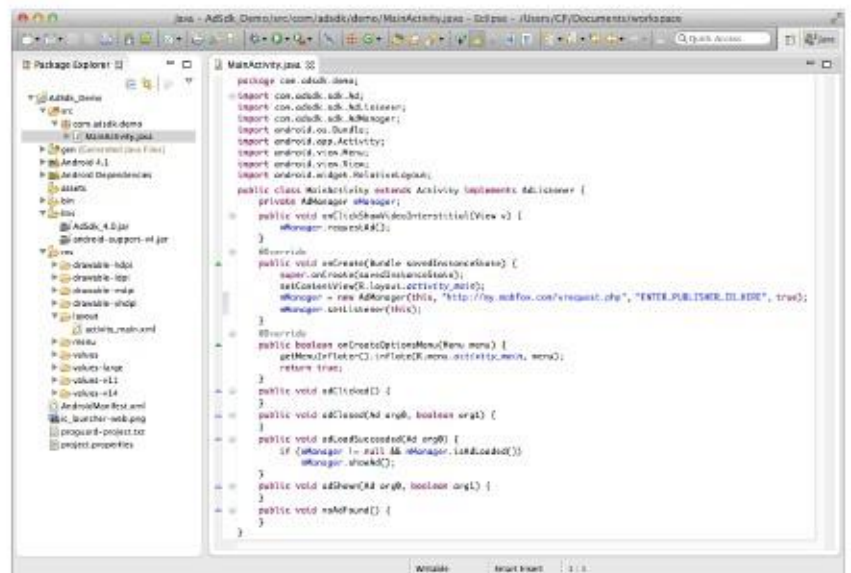 Java - AdSdk_Demo/src/com/adsdk/demo/MainActivity.java - Eclipse - /Users/CF/Documents/workspace
Quick Access
Java
Package Explorer
AdSdk_Demo
src
com.adsdk.demo
MainActivity.java
gen [Generated Java Files]
Android 4.1
Android Dependencies
assets
bin
libs
AdSdk_4.0.jar
android-support-v4.jar
res
drawable-hdpi
drawable-ldpi
drawable-mdpi
drawable-xhdpi
layout
activity_main.xml
menu
values
values-large
values-v11
values-v14
AndroidManifest.xml
ic_launcher-web.png
proguard-project.txt
project.properties
MainActivity.java
package com.adsdk.demo;
import com.adsdk.sdk.Ad;
import com.adsdk.sdk.AdListener;
import com.adsdk.sdk.AdManager;
import android.os.Bundle;
import android.app.Activity;
import android.view.Menu;
import android.view.View;
import android.widget.RelativeLayout;
public class MainActivity extends Activity implements AdListener {
private AdManager mManager;
public void onClickShowVideoInterstitial(View v) {
mManager.requestAd();
}
@Override
public void onCreate(Bundle savedInstanceState) {
super.onCreate(savedInstanceState);
setContentView(R.layout.activity_main);
mManager = new AdManager(this, "http://my.mobfox.com/vrequest.php", "ENTER_PUBLISHER_ID_HERE", true);
mManager.setListener(this);
}
@Override
public boolean onCreateOptionsMenu(Menu menu) {
getMenuInflater().inflate(R.menu.activity_main, menu);
return true;
}
public void adClicked() {
}
public void adClosed(Ad arg0, boolean arg1) {
}
public void adLoadSucceeded(Ad arg0) {
if (mManager != null && mManager.isAdLoaded())
mManager.showAd();
}
public void adShown(Ad arg0, boolean arg1) {
}
public void noAdFound() {
}
}
Writable
Smart Insert
1 : 1